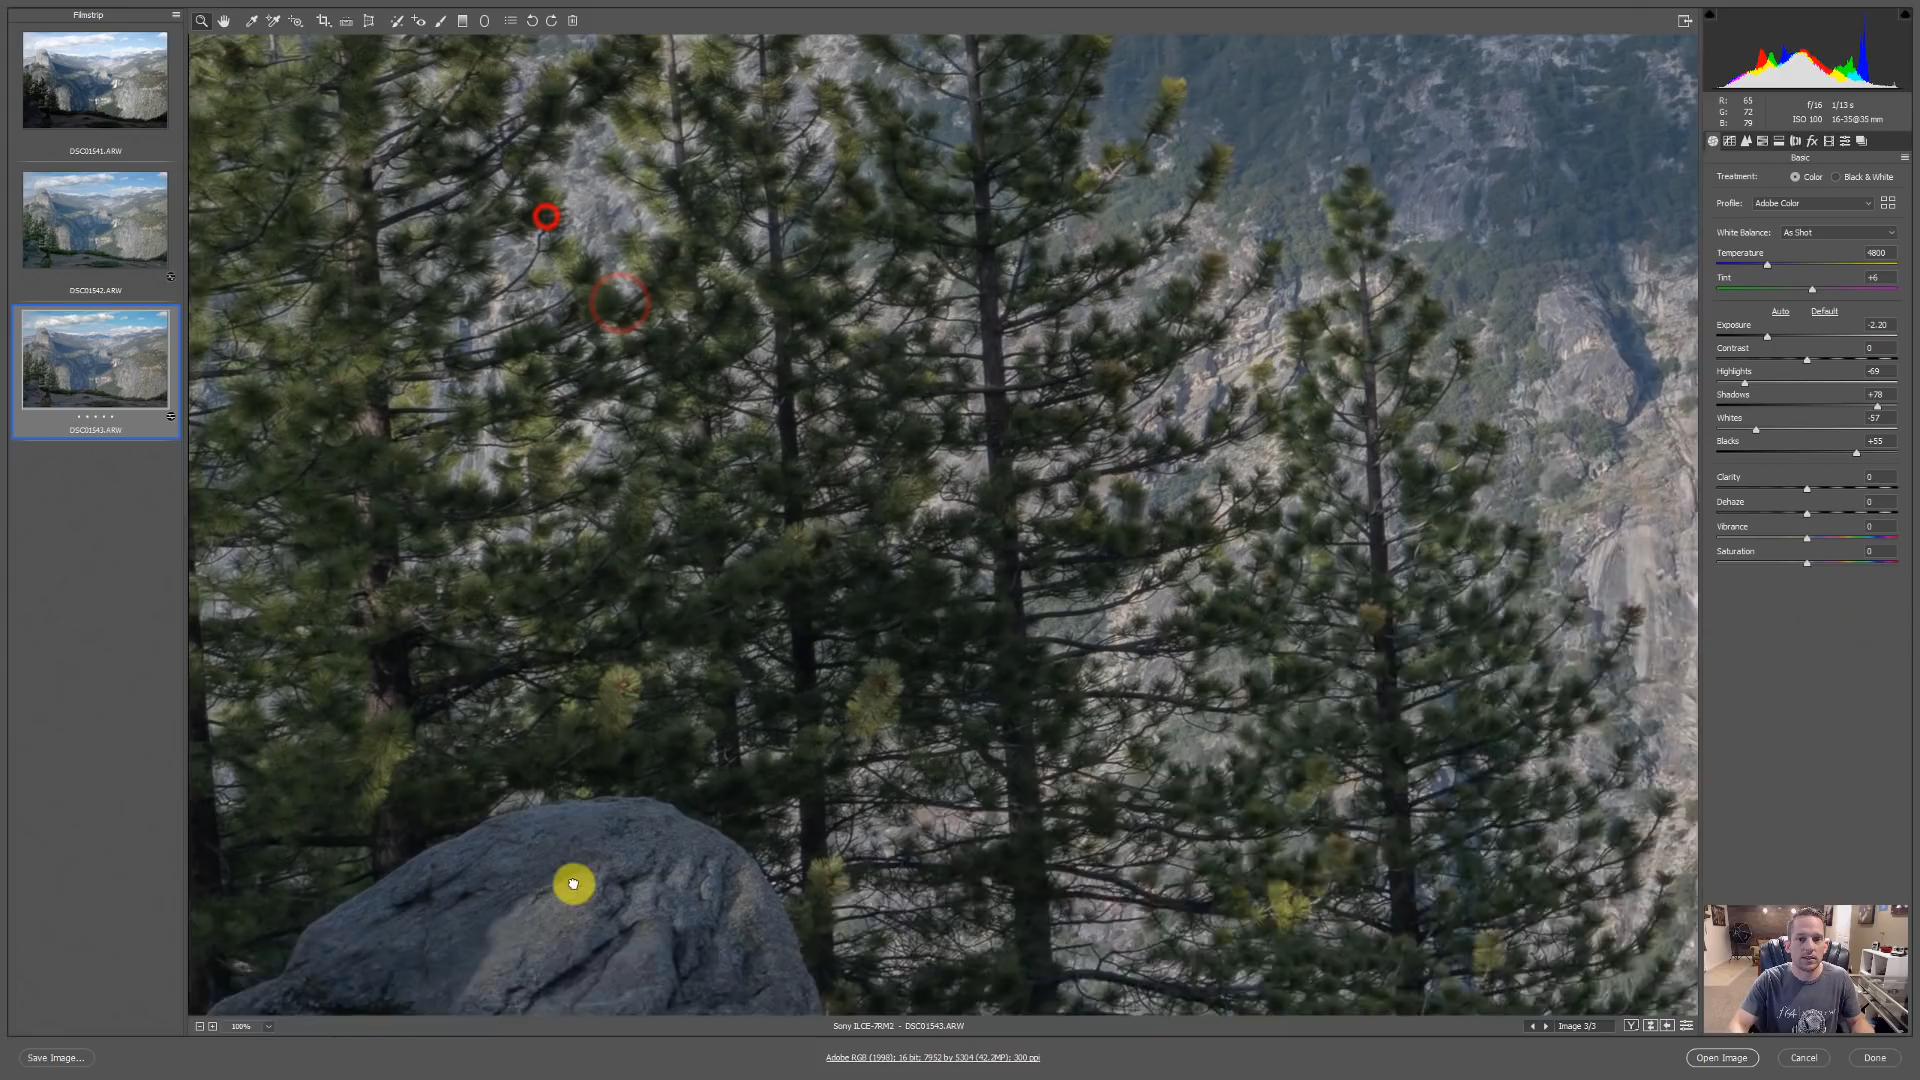 Filmstrip
DSC01541.ARW
DSC01542.ARW
DSC01543.ARW
R: 65
G: 72
B: 79
f/16 1/13 s
ISO 100 16-35@35 mm
fx
Basic
Treatment: Color Black & White
Profile: Adobe Color
White Balance: As Shot
Temperature 4800
Tint +6
Auto Default
Exposure -2.20
Contrast 0
Highlights -69
Shadows +78
Whites -57
Blacks +55
Clarity 0
Dehaze 0
Vibrance 0
Saturation 0
100%
Sony ILCE-7RM2 - DSC01543.ARW
Image 3/3
Y
Save Image...
Adobe RGB (1998); 16 bit; 7952 by 5304 (42.2MP); 300 ppi
Open Image
Cancel
Done